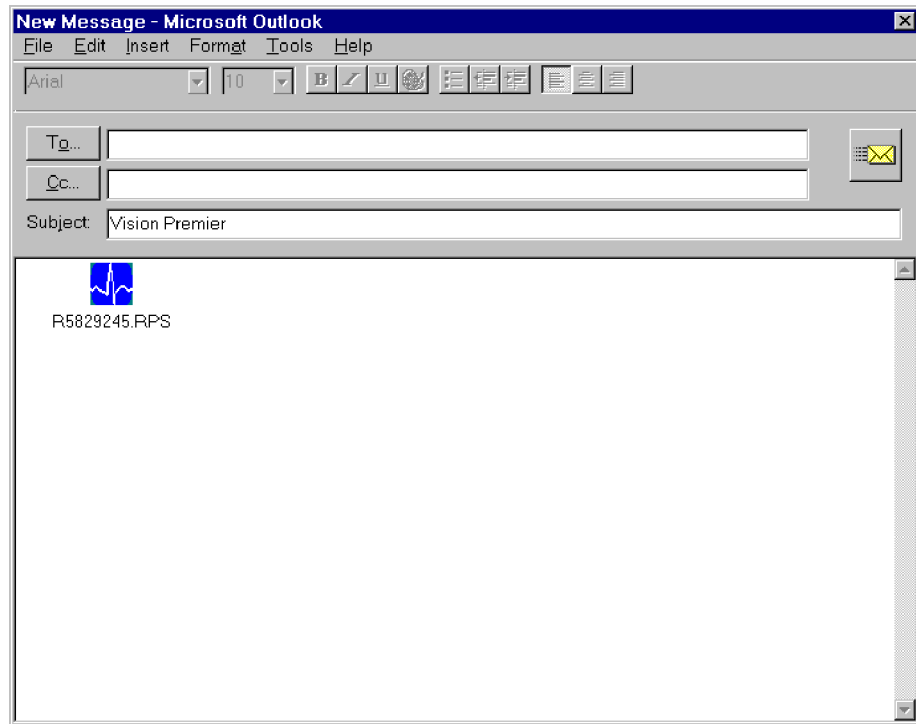 New Message - Microsoft Outlook
File Edit Insert Format Tools Help
Arial 10 B I U
To...
Cc...
Subject: Vision Premier
R5829245.RPS